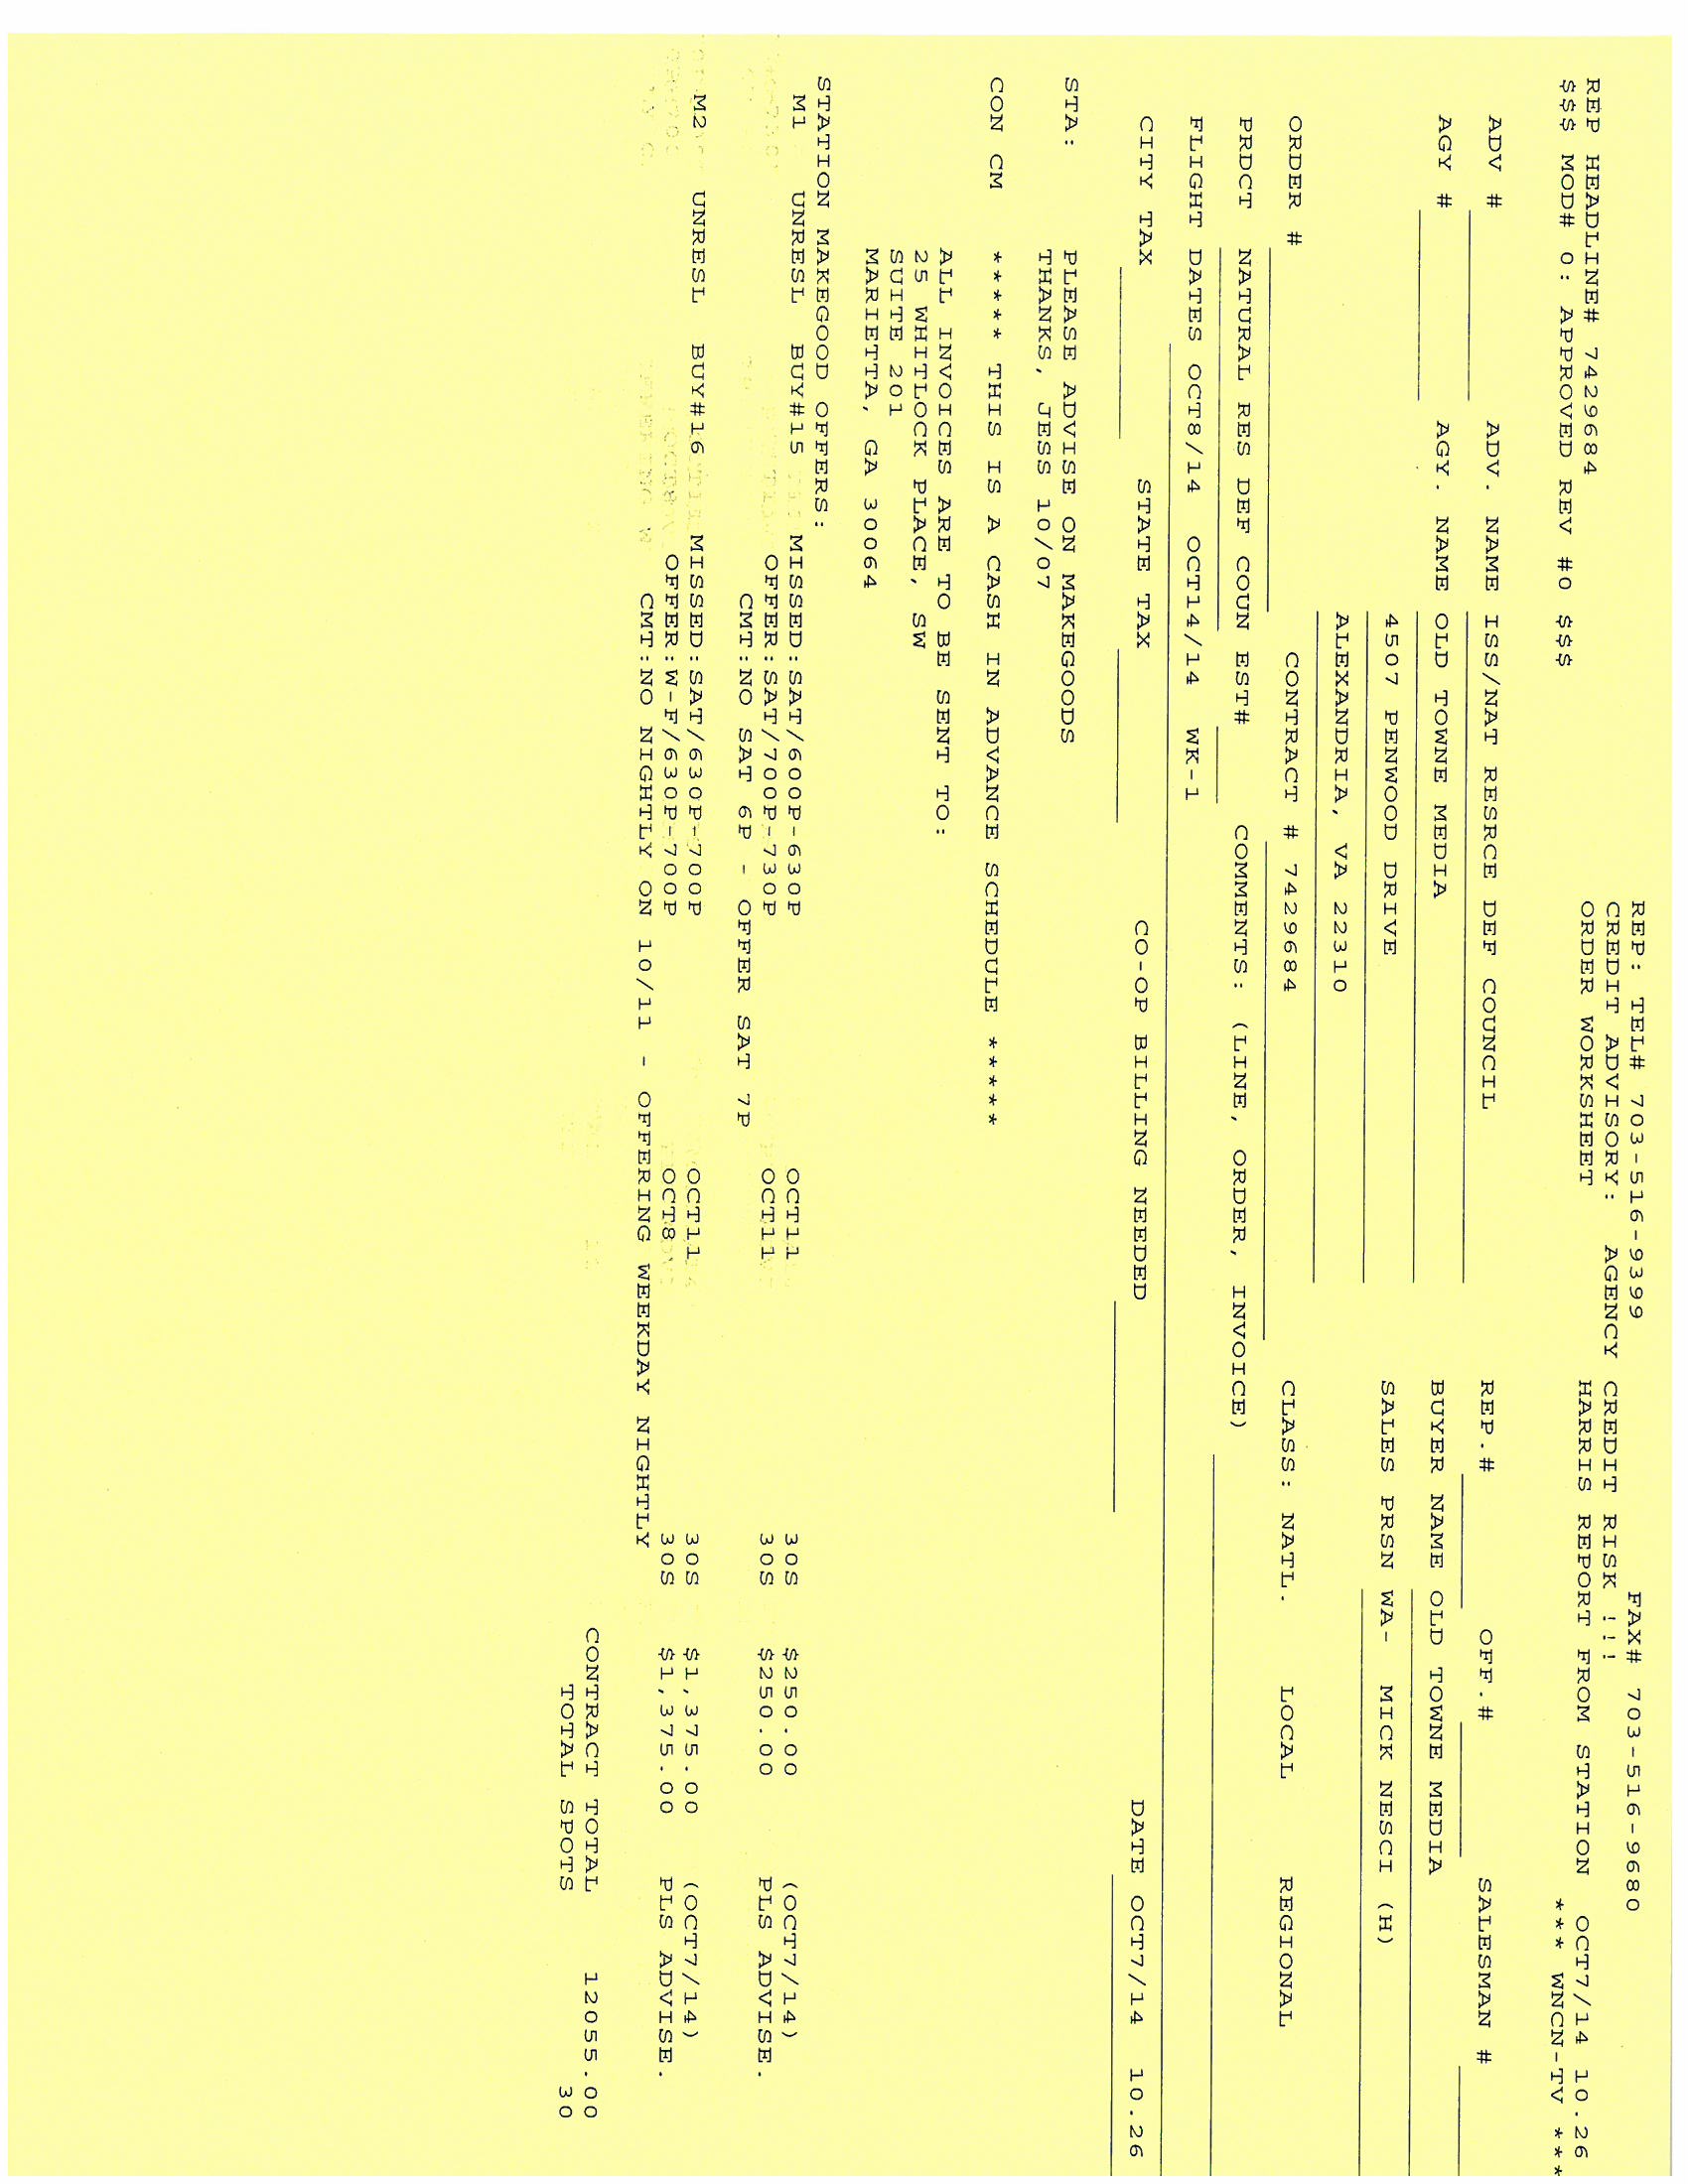 REP: TEL# 703-516-9399 FAX# 703-516-9680
CREDIT ADVISORY: AGENCY CREDIT RISK !!!
REP HEADLINE# 7429684 ORDER WORKSHEET HARRIS REPORT FROM STATION OCT7/14 10.26
$$$ MOD# 0: APPROVED REV #0 $$$ *** WNCN-TV ***
ADV # ADV. NAME ISS/NAT RESRCE DEF COUNCIL REP.# OFF.# SALESMAN #
AGY # AGY. NAME OLD TOWNE MEDIA BUYER NAME OLD TOWNE MEDIA
4507 PENWOOD DRIVE SALES PRSN WA- MICK NESCI (H)
ALEXANDRIA, VA 22310
ORDER # CONTRACT # 7429684 CLASS: NATL. LOCAL REGIONAL
PRDCT NATURAL RES DEF COUN EST# COMMENTS: (LINE, ORDER, INVOICE)
FLIGHT DATES OCT8/14 OCT14/14 WK-1
CITY TAX STATE TAX CO-OP BILLING NEEDED DATE OCT7/14 10.26
STA: PLEASE ADVISE ON MAKEGOODS
THANKS, JESS 10/07
CON CM ***** THIS IS A CASH IN ADVANCE SCHEDULE *****
ALL INVOICES ARE TO BE SENT TO:
25 WHITLOCK PLACE, SW
SUITE 201
MARIETTA, GA 30064
STATION MAKEGOOD OFFERS:
M1 UNRESL BUY#15 MISSED:SAT/600P-630P OCT11 30S $250.00 (OCT7/14)
OFFER:SAT/700P-730P OCT11 30S $250.00 PLS ADVISE.
CMT:NO SAT 6P - OFFER SAT 7P
M2 UNRESL BUY#16 MISSED:SAT/630P-700P OCT11 30S $1,375.00 (OCT7/14)
OFFER:W-F/630P-700P OCT8 30S $1,375.00 PLS ADVISE.
CMT:NO NIGHTLY ON 10/11 - OFFERING WEEKDAY NIGHTLY
CONTRACT TOTAL 12055.00
TOTAL SPOTS 30